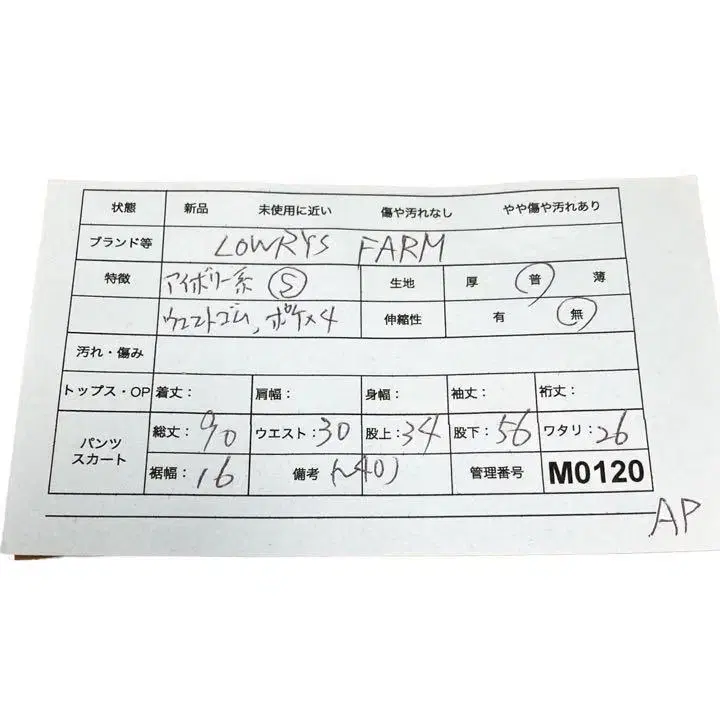 状態 新品 未使用に近い 傷や汚れなし やや傷や汚れあり
ブランド等 LOWRYS FARM
特徴 アイボリー系 Ⓢ 生地 厚 普 薄
ウエストゴム、ポケ×4 伸縮性 有 無
汚れ・傷み
トップス・OP 着丈： 肩幅： 身幅： 袖丈： 裄丈：
パンツ スカート 総丈：90 ウエスト：30 股上：34 股下：56 ワタリ：26
裾幅：16 備考 (~40) 管理番号 M0120
AP